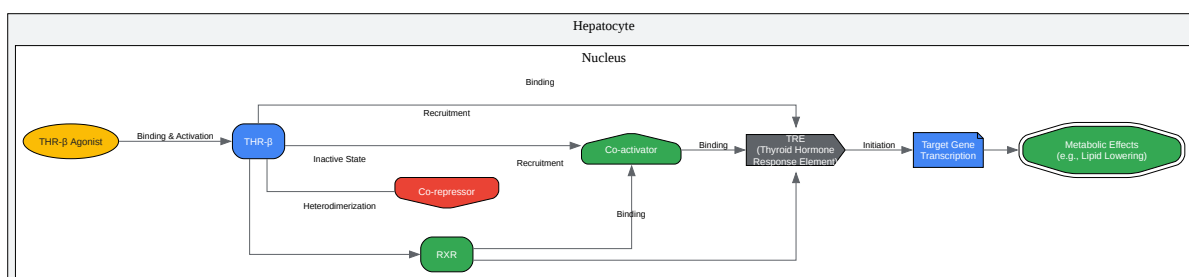 Hepatocyte
Nucleus
Binding
Recruitment
THR-β Agonist
Binding & Activation
THR-β
Inactive State
Recruitment
Co-activator
Binding
TRE
(Thyroid Hormone
Response Element)
Initiation
Target Gene
Transcription
Metabolic Effects
(e.g., Lipid Lowering)
Co-repressor
Heterodimerization
Binding
RXR